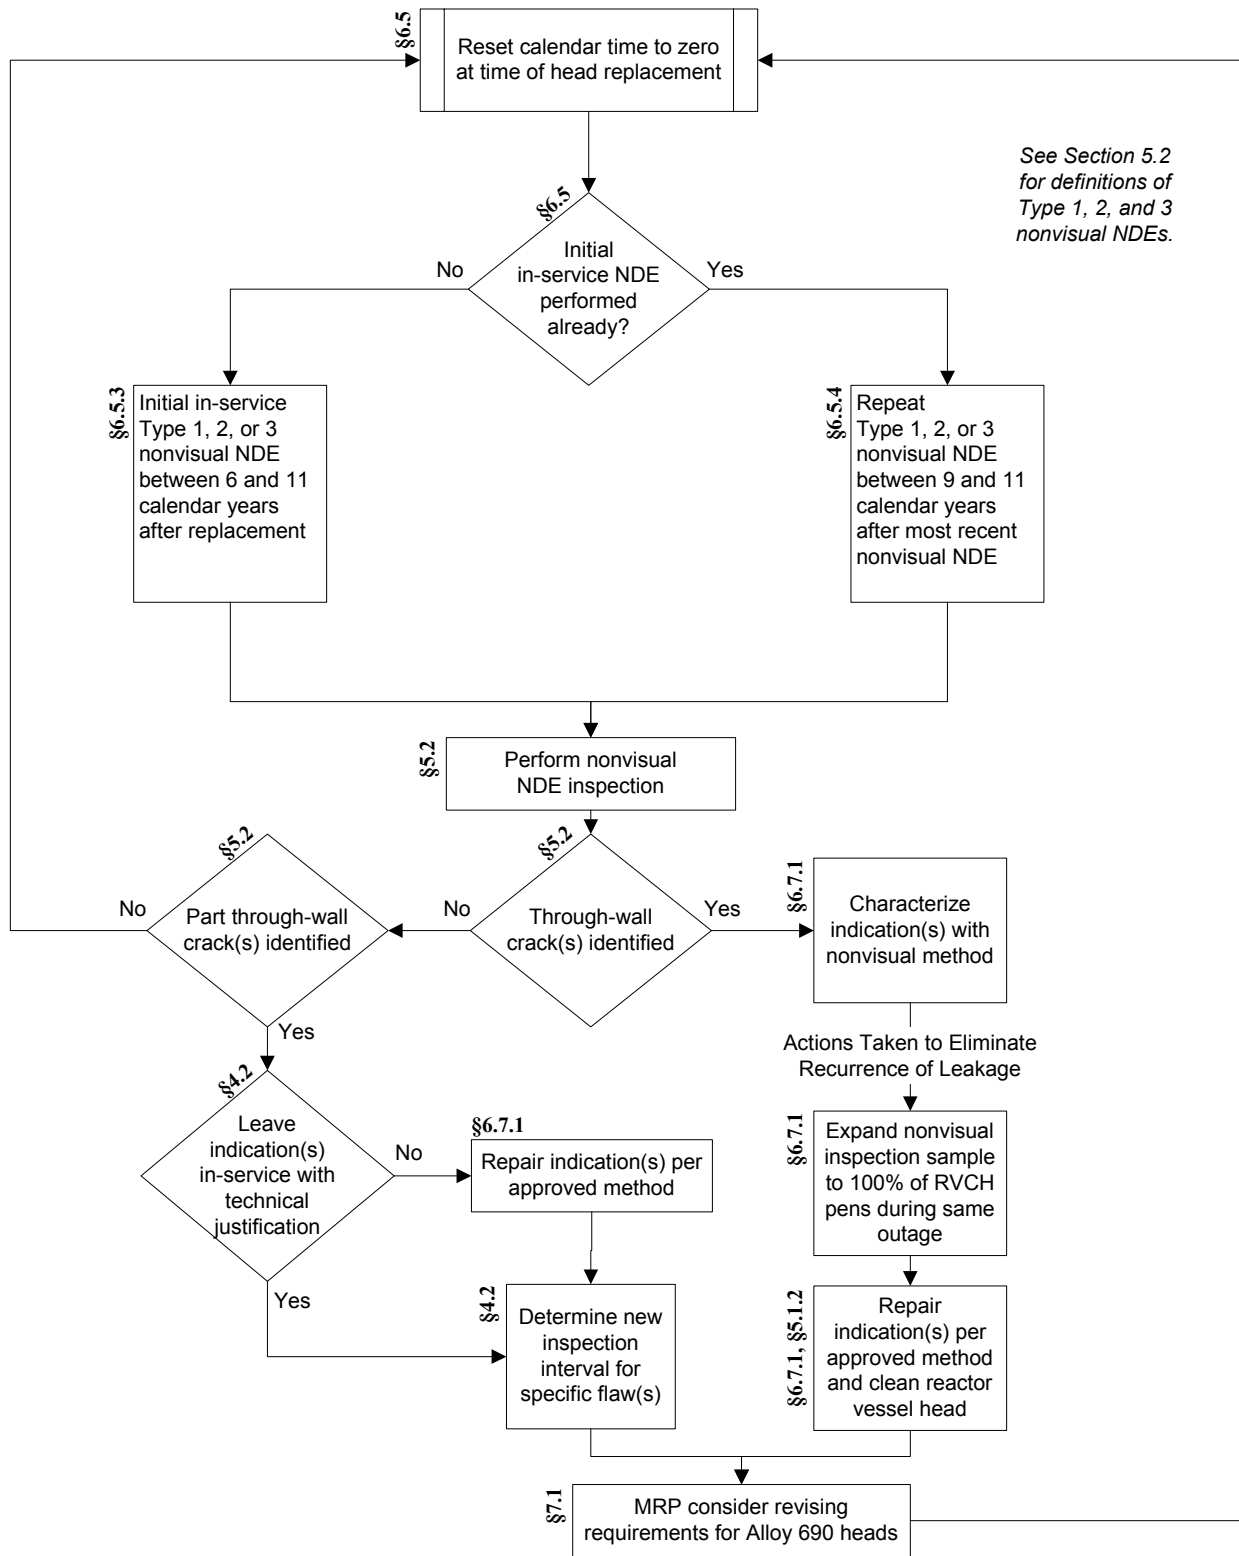 §6.5
Reset calendar time to zero
at time of head replacement
See Section 5.2
for definitions of
Type 1, 2, and 3
nonvisual NDEs.
§6.5
Initial
in-service NDE
performed
already?
No
Yes
§6.5.3
Initial in-service
Type 1, 2, or 3
nonvisual NDE
between 6 and 11
calendar years
after replacement
§6.5.4
Repeat
Type 1, 2, or 3
nonvisual NDE
between 9 and 11
calendar years
after most recent
nonvisual NDE
§5.2
Perform nonvisual
NDE inspection
§5.2
Part through-wall
crack(s) identified
No
Yes
§5.2
Through-wall
crack(s) identified
No
Yes
§6.7.1
Characterize
indication(s) with
nonvisual method
Actions Taken to Eliminate
Recurrence of Leakage
§4.2
Leave
indication(s)
in-service with
technical
justification
No
Yes
§6.7.1
Repair indication(s) per
approved method
§6.7.1
Expand nonvisual
inspection sample
to 100% of RVCH
pens during same
outage
§4.2
Determine new
inspection
interval for
specific flaw(s)
§6.7.1, §5.1.2
Repair
indication(s) per
approved method
and clean reactor
vessel head
§7.1
MRP consider revising
requirements for Alloy 690 heads